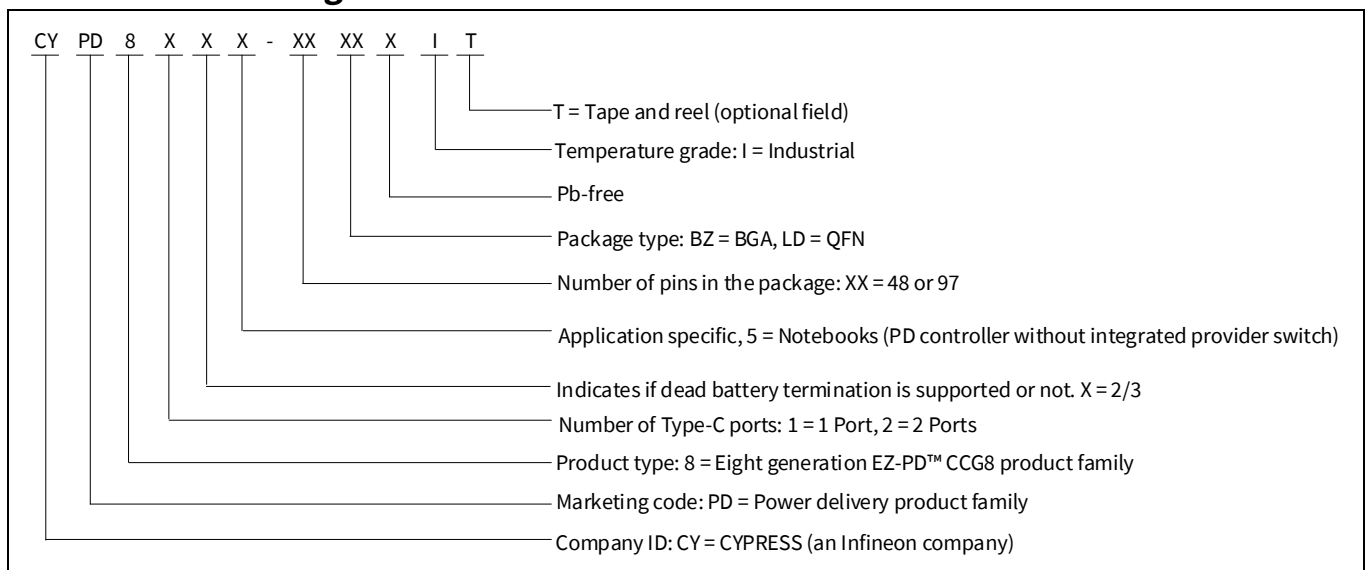 CY PD 8 X X X - XX XX X I T
T = Tape and reel (optional field)
Temperature grade: I = Industrial
Pb-free
Package type: BZ = BGA, LD = QFN
Number of pins in the package: XX = 48 or 97
Application specific, 5 = Notebooks (PD controller without integrated provider switch)
Indicates if dead battery termination is supported or not. X = 2/3
Number of Type-C ports: 1 = 1 Port, 2 = 2 Ports
Product type: 8 = Eight generation EZ-PD™ CCG8 product family
Marketing code: PD = Power delivery product family
Company ID: CY = CYPRESS (an Infineon company)